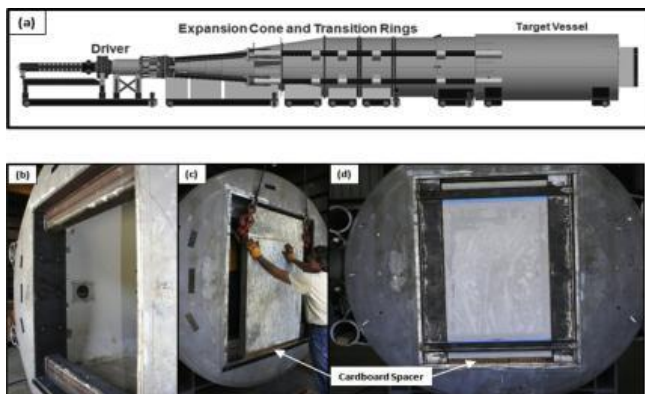 (a)
Expansion Cone and Transition Rings
Target Vessel
Driver
(b)
(c)
(d)
Cardboard Spacer